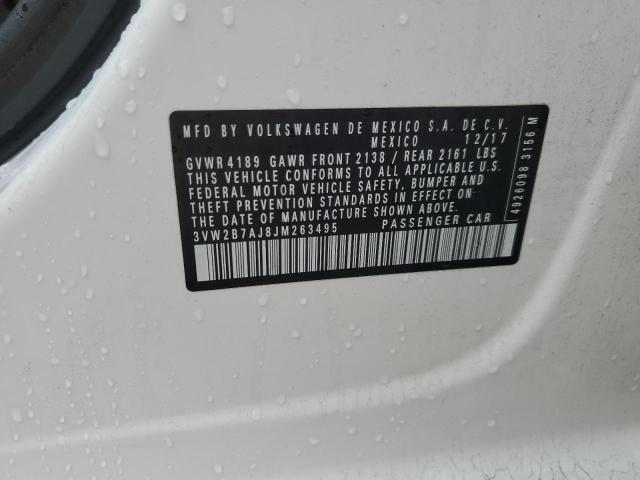 MFD BY VOLKSWAGEN DE MEXICO S.A. DE C.V.
MEXICO 12/17
GVWR 4189 GAWR FRONT 2138 / REAR 2161 LBS
THIS VEHICLE CONFORMS TO ALL APPLICABLE U.S.
FEDERAL MOTOR VEHICLE SAFETY, BUMPER AND
THEFT PREVENTION STANDARDS IN EFFECT ON
THE DATE OF MANUFACTURE SHOWN ABOVE.
3VW2B7AJ8JM263495 PASSENGER CAR
4926098 3156 M